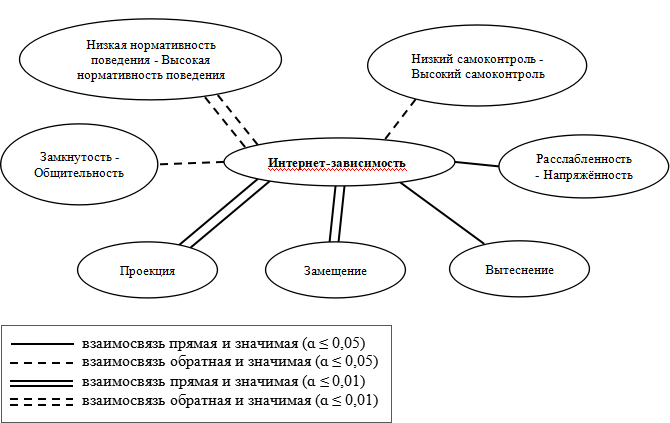 Низкая нормативность
поведения - Высокая
нормативность поведения
Низкий самоконтроль -
Высокий самоконтроль
Замкнутость -
Общительность
Интернет-зависимость
Расслабленность
- Напряжённость
Проекция
Замещение
Вытеснение
взаимосвязь прямая и значимая (α ≤ 0,05)
взаимосвязь обратная и значимая (α ≤ 0,05)
взаимосвязь прямая и значимая (α ≤ 0,01)
взаимосвязь обратная и значимая (α ≤ 0,01)